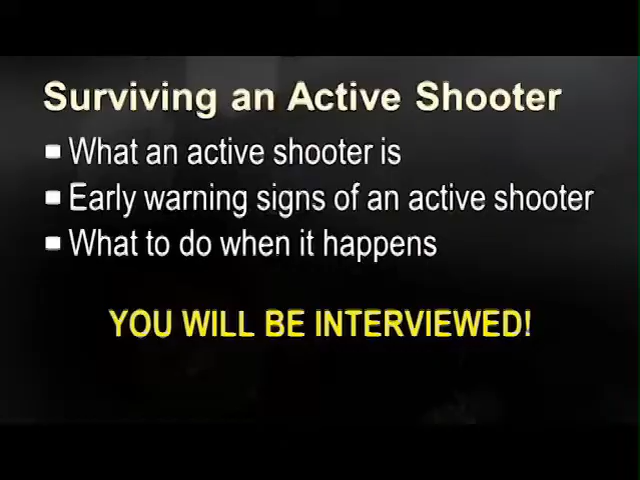 Surviving an Active Shooter
What an active shooter is
Early warning signs of an active shooter
What to do when it happens
YOU WILL BE INTERVIEWED!